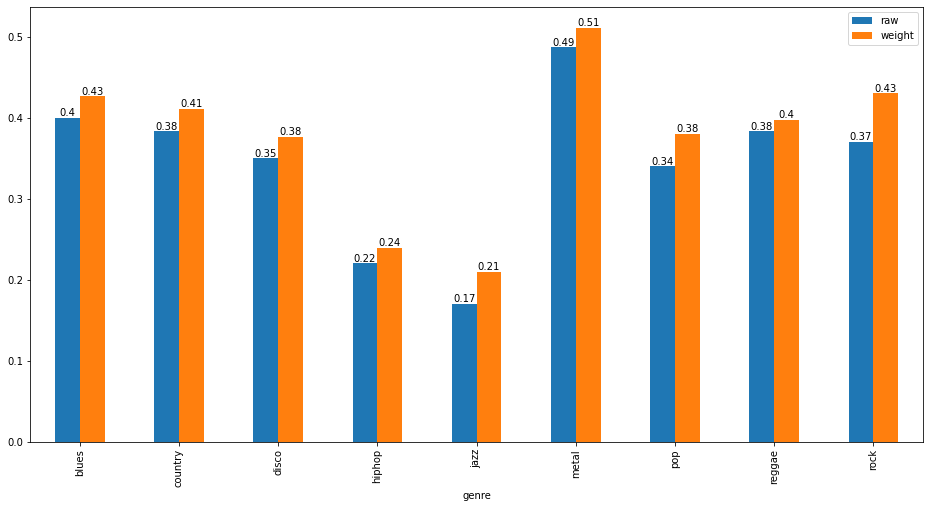 raw
weight
0.5
0.4
0.3
0.2
0.1
0.0
0.4
0.43
0.38
0.41
0.35
0.38
0.22
0.24
0.17
0.21
0.49
0.51
0.34
0.38
0.38
0.4
0.37
0.43
blues
country
disco
hiphop
jazz
metal
pop
reggae
rock
genre